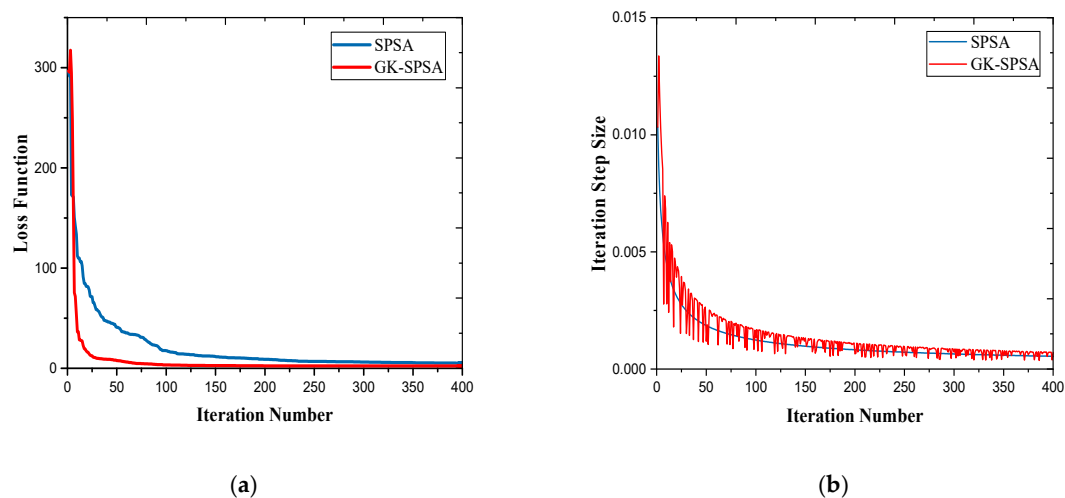 SPSA
GK-SPSA
300
200
100
0
Loss Function
0 50 100 150 200 250 300 350 400
Iteration Number
(a)
SPSA
GK-SPSA
0.015
0.010
0.005
0.000
Iteration Step Size
0 50 100 150 200 250 300 350 400
Iteration Number
(b)